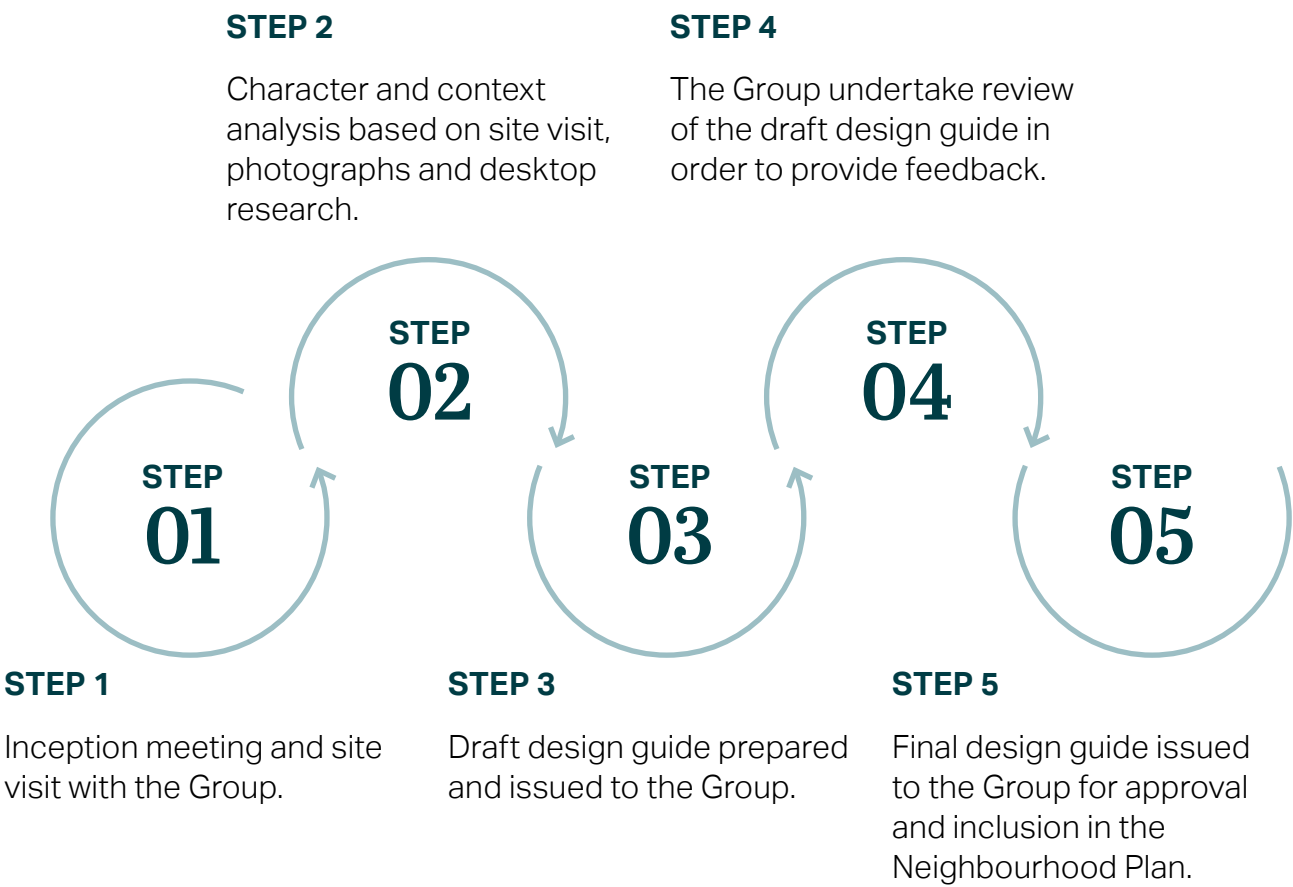 STEP 2
Character and context
analysis based on site visit,
photographs and desktop
research.
STEP 4
The Group undertake review
of the draft design guide in
order to provide feedback.
STEP
01
STEP
02
STEP
03
STEP
04
STEP
05
STEP 1
Inception meeting and site
visit with the Group.
STEP 3
Draft design guide prepared
and issued to the Group.
STEP 5
Final design guide issued
to the Group for approval
and inclusion in the
Neighbourhood Plan.